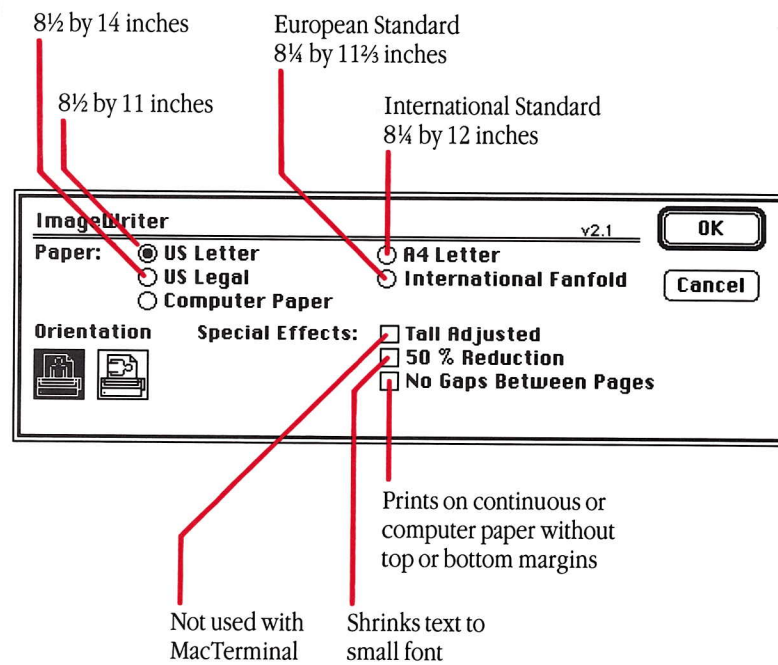 8½ by 14 inches
European Standard
8¼ by 11⅔ inches
8½ by 11 inches
International Standard
8¼ by 12 inches
ImageWriter
v2.1
OK
Paper:
US Letter
A4 Letter
US Legal
International Fanfold
Cancel
Computer Paper
Orientation
Special Effects:
Tall Adjusted
50 % Reduction
No Gaps Between Pages
Prints on continuous or
computer paper without
top or bottom margins
Not used with
MacTerminal
Shrinks text to
small font